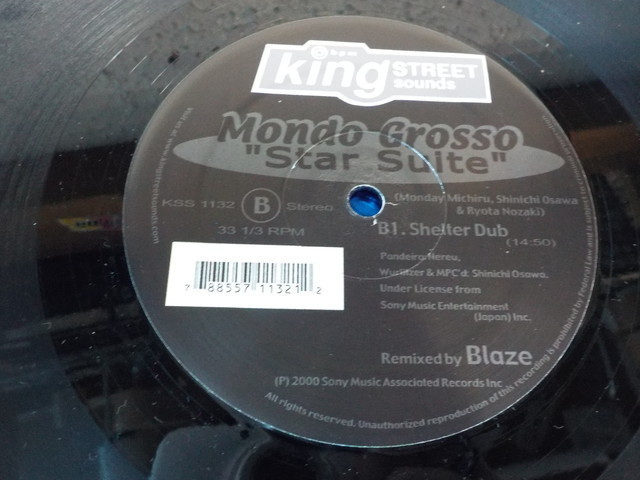 bpm
king STREET
sounds
Mondo Grosso
"Star Suite"
KSS 1132 B Stereo
33 1/3 RPM
(Monday Michiru, Shinichi Osawa
& Ryota Nozaki)
B1. Shelter Dub
(14:50)
Pandeiro Nereu,
Wurlitzer & MPC'd: Shinichi Osawa.
Under License from
Sony Music Entertainment
(Japan) Inc.
7 88557 11321 2
Remixed by Blaze
(P) 2000 Sony Music Associated Records Inc
All rights reserved. Unauthorized reproduction of this recording is prohibited by Federal Law and